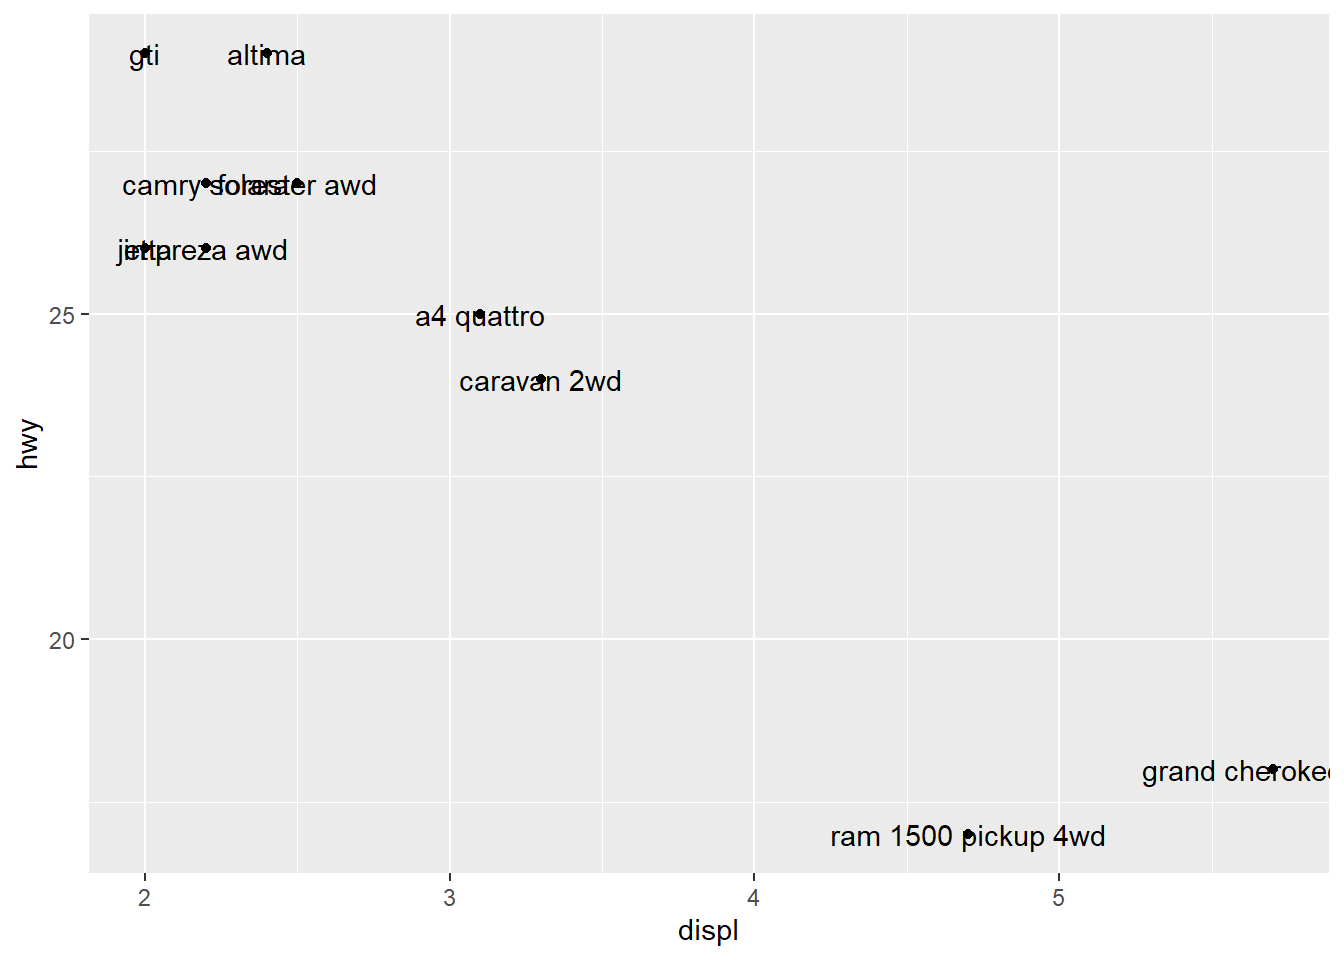 gti
altima
camry solara
forester awd
jetta
impreza awd
a4 quattro
caravan 2wd
grand cherokee
ram 1500 pickup 4wd
25
20
hwy
2
3
4
5
displ